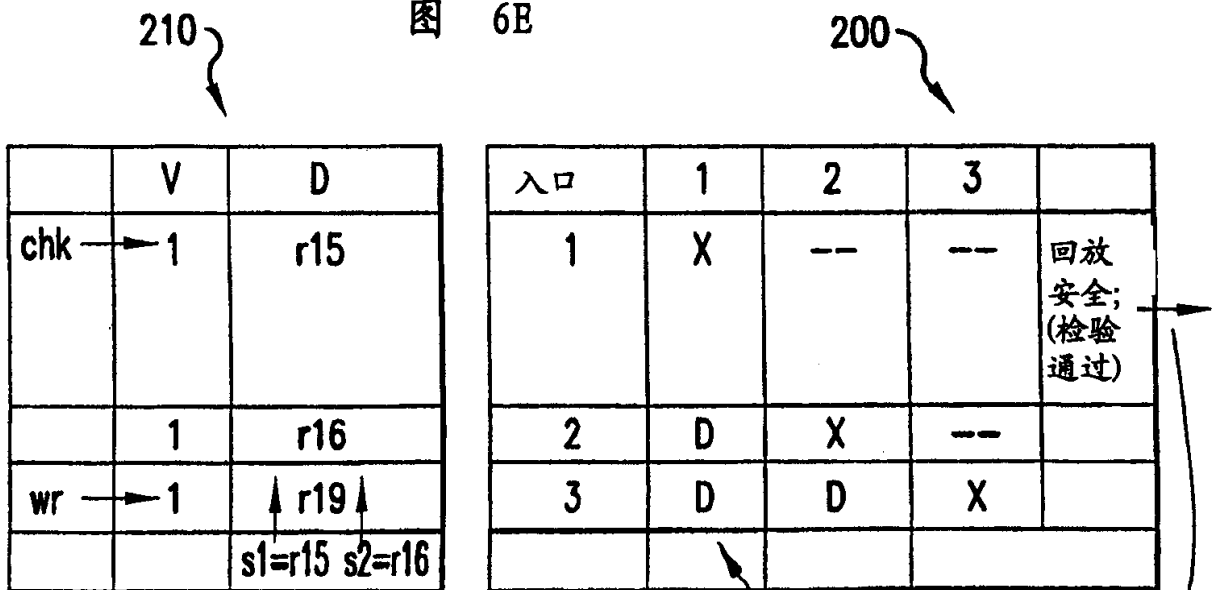 图 6E
210
200
V D
chk 1 r15
1 r16
wr 1 r19
s1=r15 s2=r16
入口 1 2 3
1 X -- -- 回放
安全;
(检验
通过)
2 D X --
3 D D X